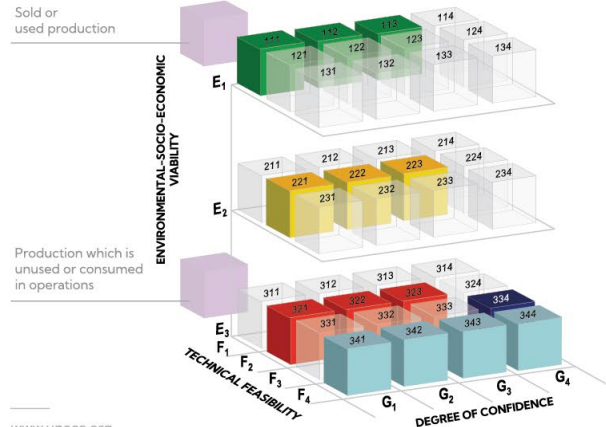 Sold or
used production
114
113
112
111
124
123
122
121
134
133
132
131
E1
ENVIRONMENTAL-SOCIO-ECONOMIC
VIABILITY
214
213
212
211
224
223
222
221
234
233
232
231
E2
Production which is
unused or consumed
in operations
314
313
312
311
324
323
322
321
334
333
332
331
344
343
342
341
E3
F1
F2
F3
F4
TECHNICAL FEASIBILITY
G1
G2
G3
G4
DEGREE OF CONFIDENCE